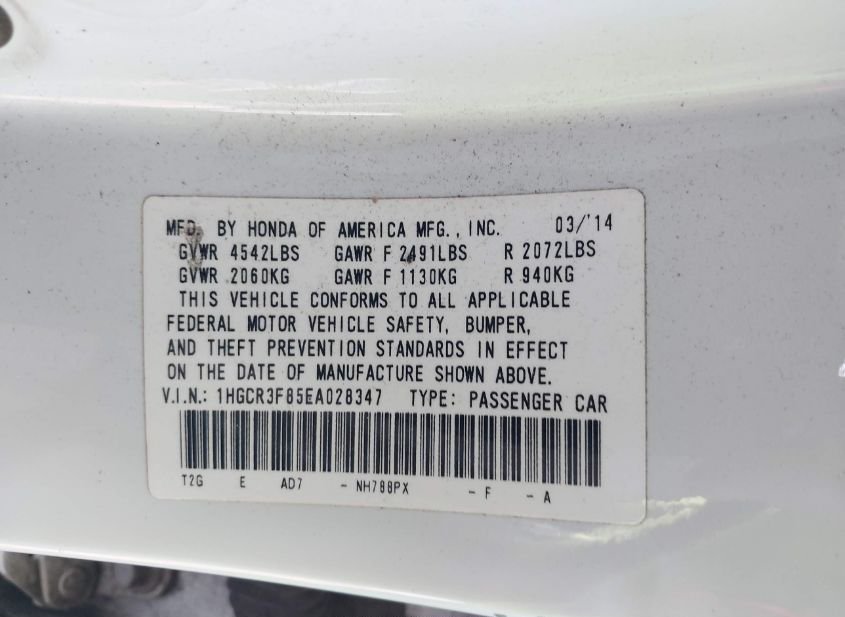 MFD. BY HONDA OF AMERICA MFG., INC. 03/'14
GVWR 4542LBS GAWR F 2491LBS R 2072LBS
GVWR 2060KG GAWR F 1130KG R 940KG
THIS VEHICLE CONFORMS TO ALL APPLICABLE
FEDERAL MOTOR VEHICLE SAFETY, BUMPER,
AND THEFT PREVENTION STANDARDS IN EFFECT
ON THE DATE OF MANUFACTURE SHOWN ABOVE.
V.I.N.: 1HGCR3F85EA028347 TYPE: PASSENGER CAR
T2G E AD7 - NH788PX - F - A